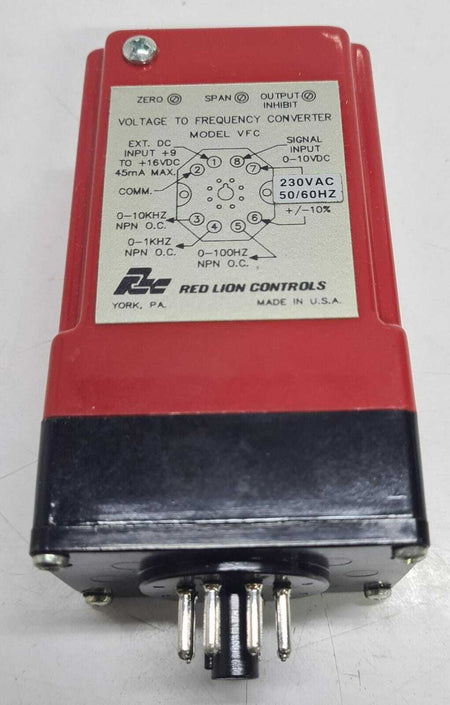 ZERO SPAN OUTPUT
INHIBIT
VOLTAGE TO FREQUENCY CONVERTER
MODEL VFC
EXT. DC
INPUT +9
TO +16VDC
45mA MAX.
SIGNAL
INPUT
0-10VDC
1 8
2 7
3 6
4 5
COMM.
230VAC
50/60HZ
+/-10%
0-10KHZ
NPN O.C.
0-1KHZ
NPN O.C.
0-100HZ
NPN O.C.
RLC RED LION CONTROLS
YORK, PA. MADE IN U.S.A.